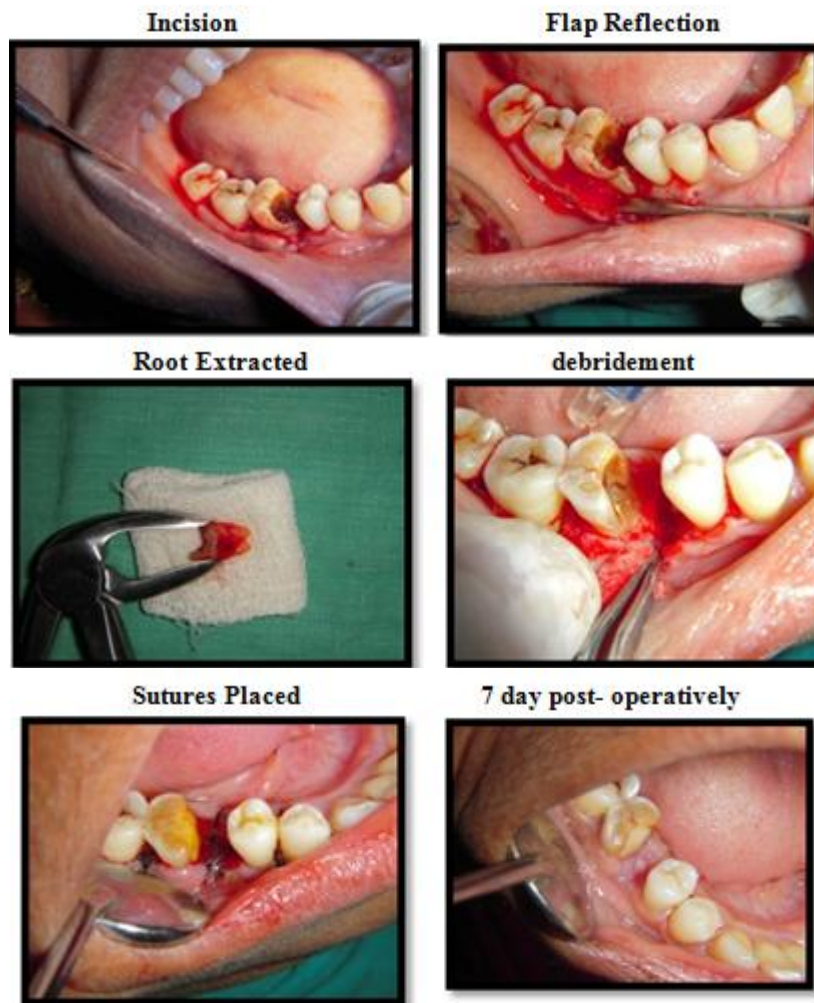 Incision
Flap Reflection
Root Extracted
debridement
Sutures Placed
7 day post- operatively